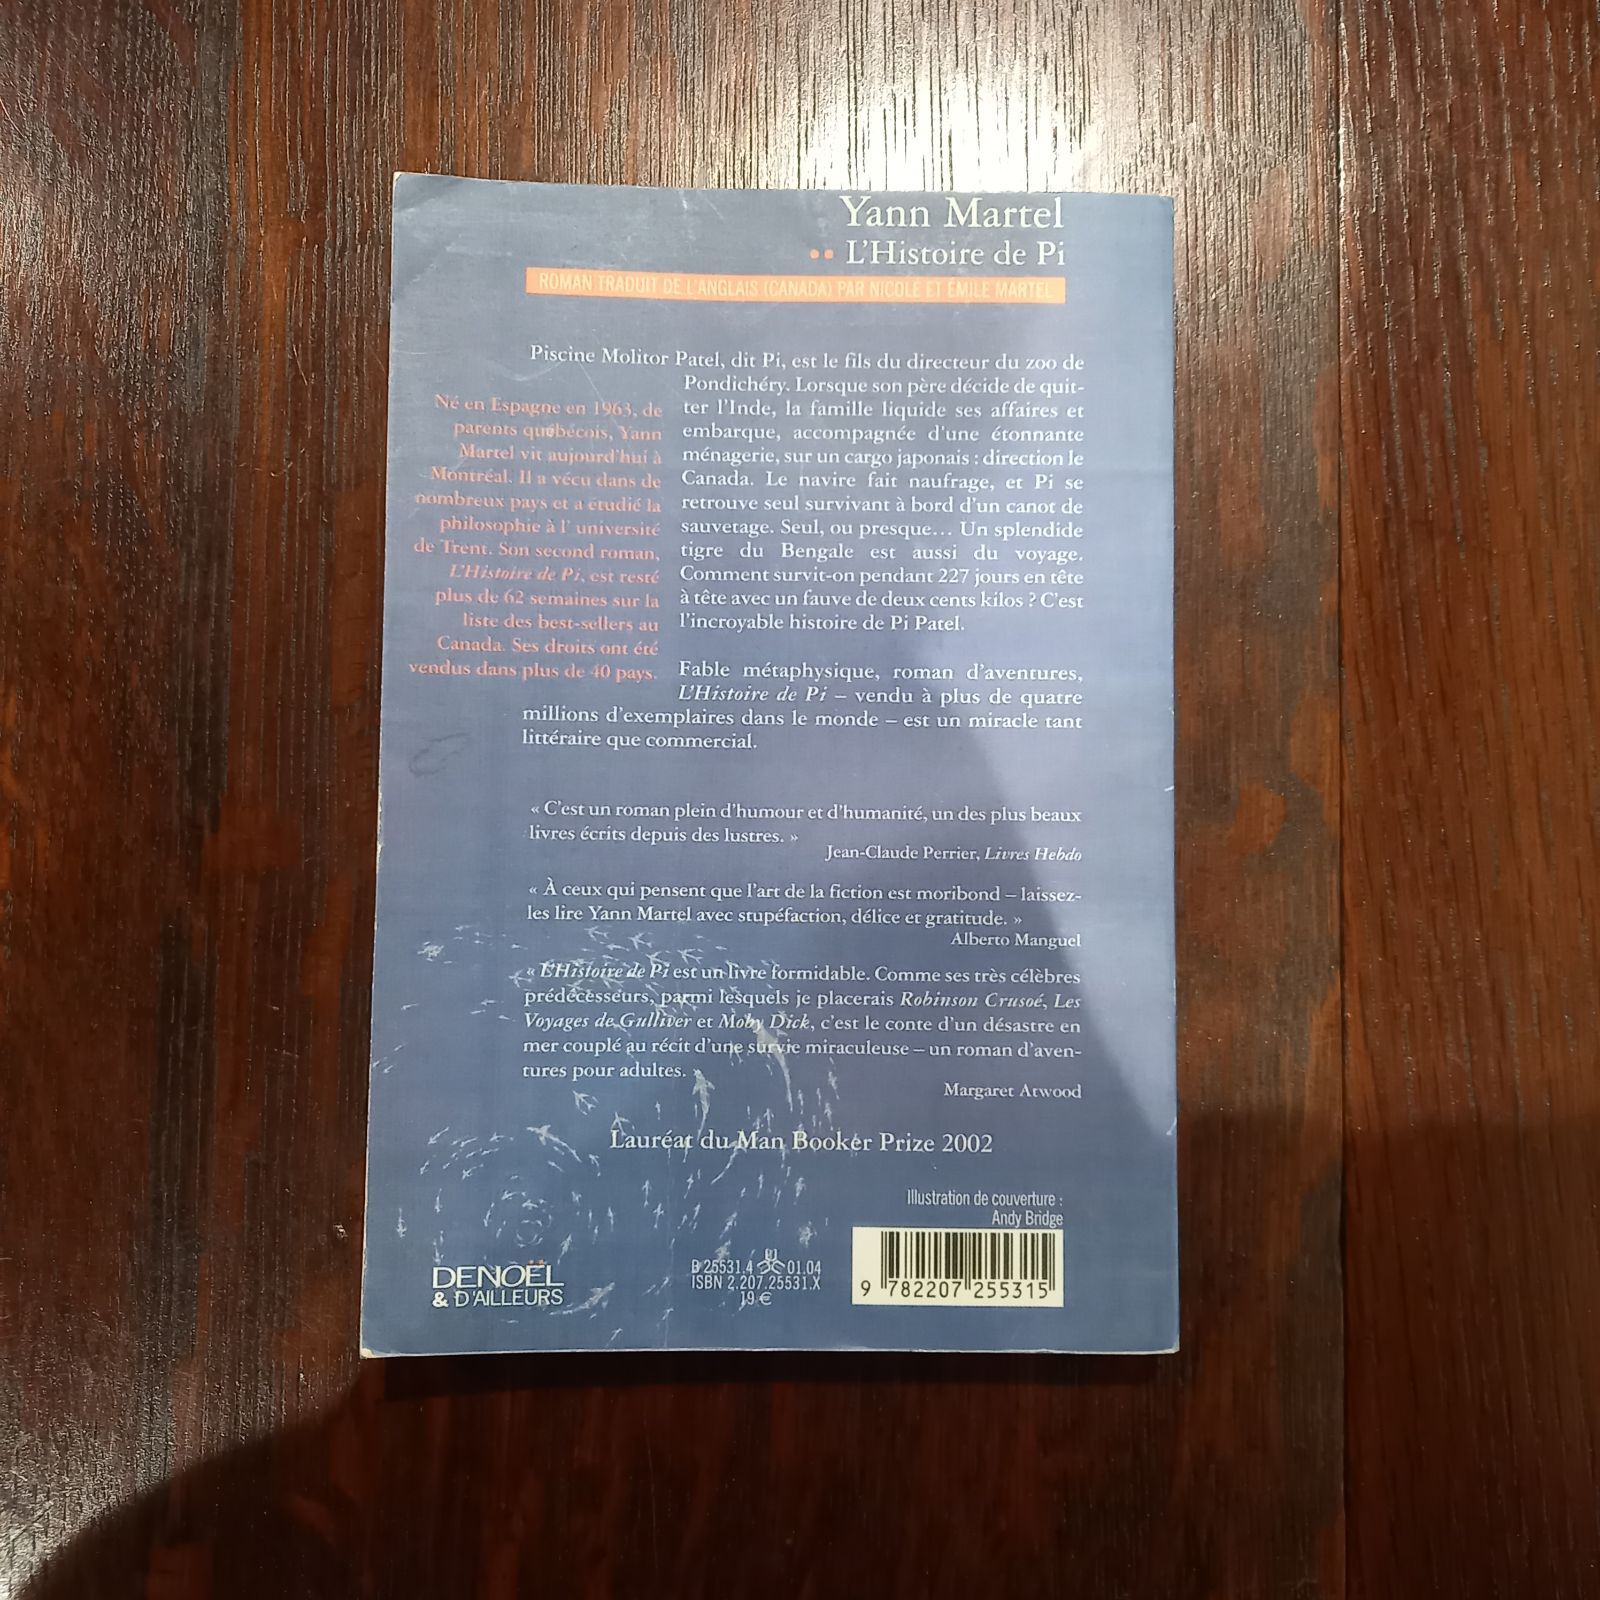 Yann Martel
•• L'Histoire de Pi
ROMAN TRADUIT DE L'ANGLAIS (CANADA) PAR NICOLE ET ÉMILE MARTEL
Piscine Molitor Patel, dit Pi, est le fils du directeur du zoo de
Pondichéry. Lorsque son père décide de quit-
ter l'Inde, la famille liquide ses affaires et
embarque, accompagnée d'une étonnante
ménagerie, sur un cargo japonais : direction le
Canada. Le navire fait naufrage, et Pi se
retrouve seul survivant à bord d'un canot de
sauvetage. Seul, ou presque... Un splendide
tigre du Bengale est aussi du voyage.
Comment survit-on pendant 227 jours en tête
à tête avec un fauve de deux cents kilos ? C'est
l'incroyable histoire de Pi Patel.
Fable métaphysique, roman d'aventures,
L'Histoire de Pi – vendu à plus de quatre
millions d'exemplaires dans le monde – est un miracle tant
littéraire que commercial.
Né en Espagne en 1963, de
parents québécois, Yann
Martel vit aujourd'hui à
Montréal. Il a vécu dans de
nombreux pays et a étudié la
philosophie à l' université
de Trent. Son second roman,
L'Histoire de Pi, est resté
plus de 62 semaines sur la
liste des best-sellers au
Canada. Ses droits ont été
vendus dans plus de 40 pays.
« C'est un roman plein d'humour et d'humanité, un des plus beaux
livres écrits depuis des lustres. »
Jean-Claude Perrier, Livres Hebdo
« À ceux qui pensent que l'art de la fiction est moribond – laissez-
les lire Yann Martel avec stupéfaction, délice et gratitude. »
Alberto Manguel
« L'Histoire de Pi est un livre formidable. Comme ses très célèbres
prédécesseurs, parmi lesquels je placerais Robinson Crusoé, Les
Voyages de Gulliver et Moby Dick, c'est le conte d'un désastre en
mer couplé au récit d'une survie miraculeuse – un roman d'aven-
tures pour adultes. »
Margaret Atwood
Lauréat du Man Booker Prize 2002
Illustration de couverture :
Andy Bridge
DENOËL
& D'AILLEURS
B 25531.4 01.04
ISBN 2.207.25531.X
19 €
9 782207 255315